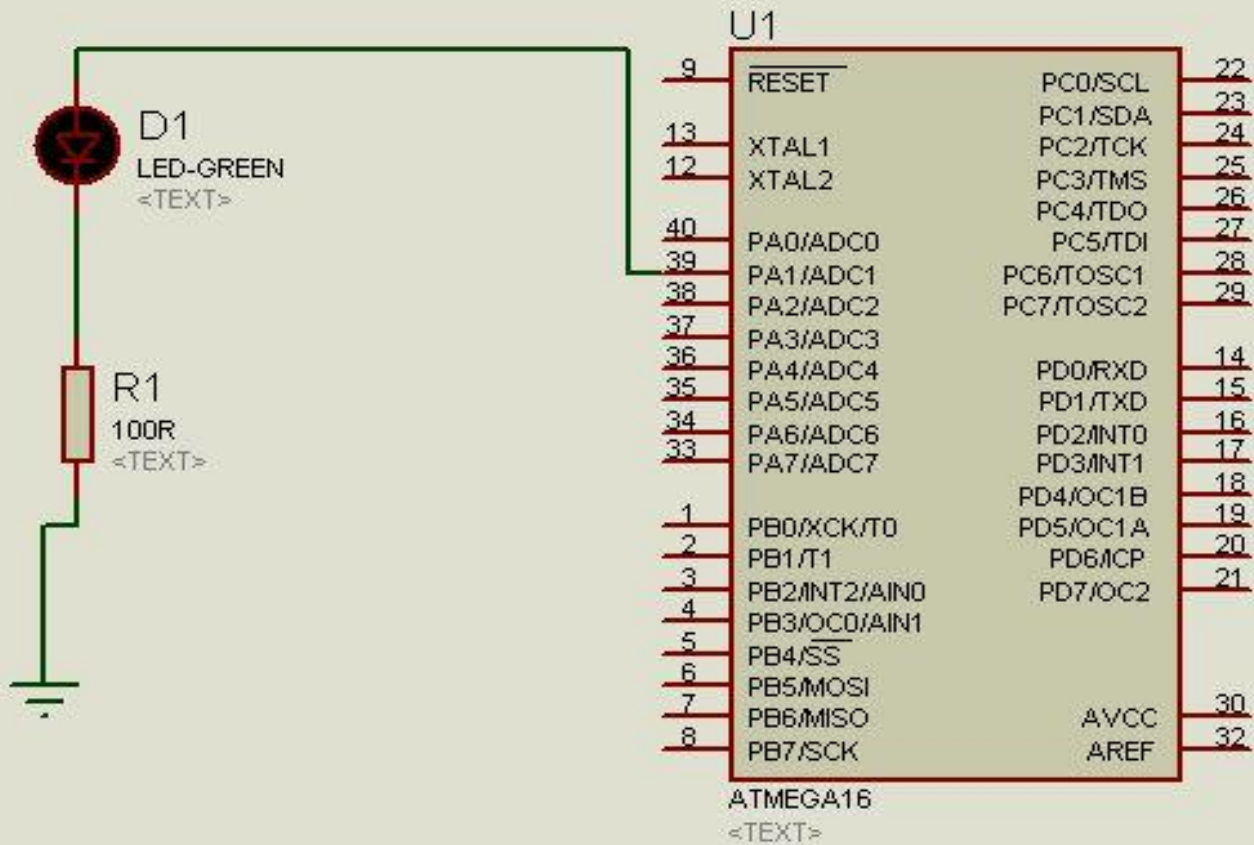 U1
D1
LED-GREEN
<TEXT>
R1
100R
<TEXT>
9 RESET PC0/SCL 22
PC1/SDA 23
13 XTAL1 PC2/TCK 24
12 XTAL2 PC3/TMS 25
PC4/TDO 26
40 PA0/ADC0 PC5/TDI 27
39 PA1/ADC1 PC6/TOSC1 28
38 PA2/ADC2 PC7/TOSC2 29
37 PA3/ADC3
36 PA4/ADC4 PD0/RXD 14
35 PA5/ADC5 PD1/TXD 15
34 PA6/ADC6 PD2/INT0 16
33 PA7/ADC7 PD3/INT1 17
PD4/OC1B 18
1 PB0/XCK/T0 PD5/OC1A 19
2 PB1/T1 PD6/ICP 20
3 PB2/INT2/AIN0 PD7/OC2 21
4 PB3/OC0/AIN1
5 PB4/SS
6 PB5/MOSI
7 PB6/MISO AVCC 30
8 PB7/SCK AREF 32
ATMEGA16
<TEXT>